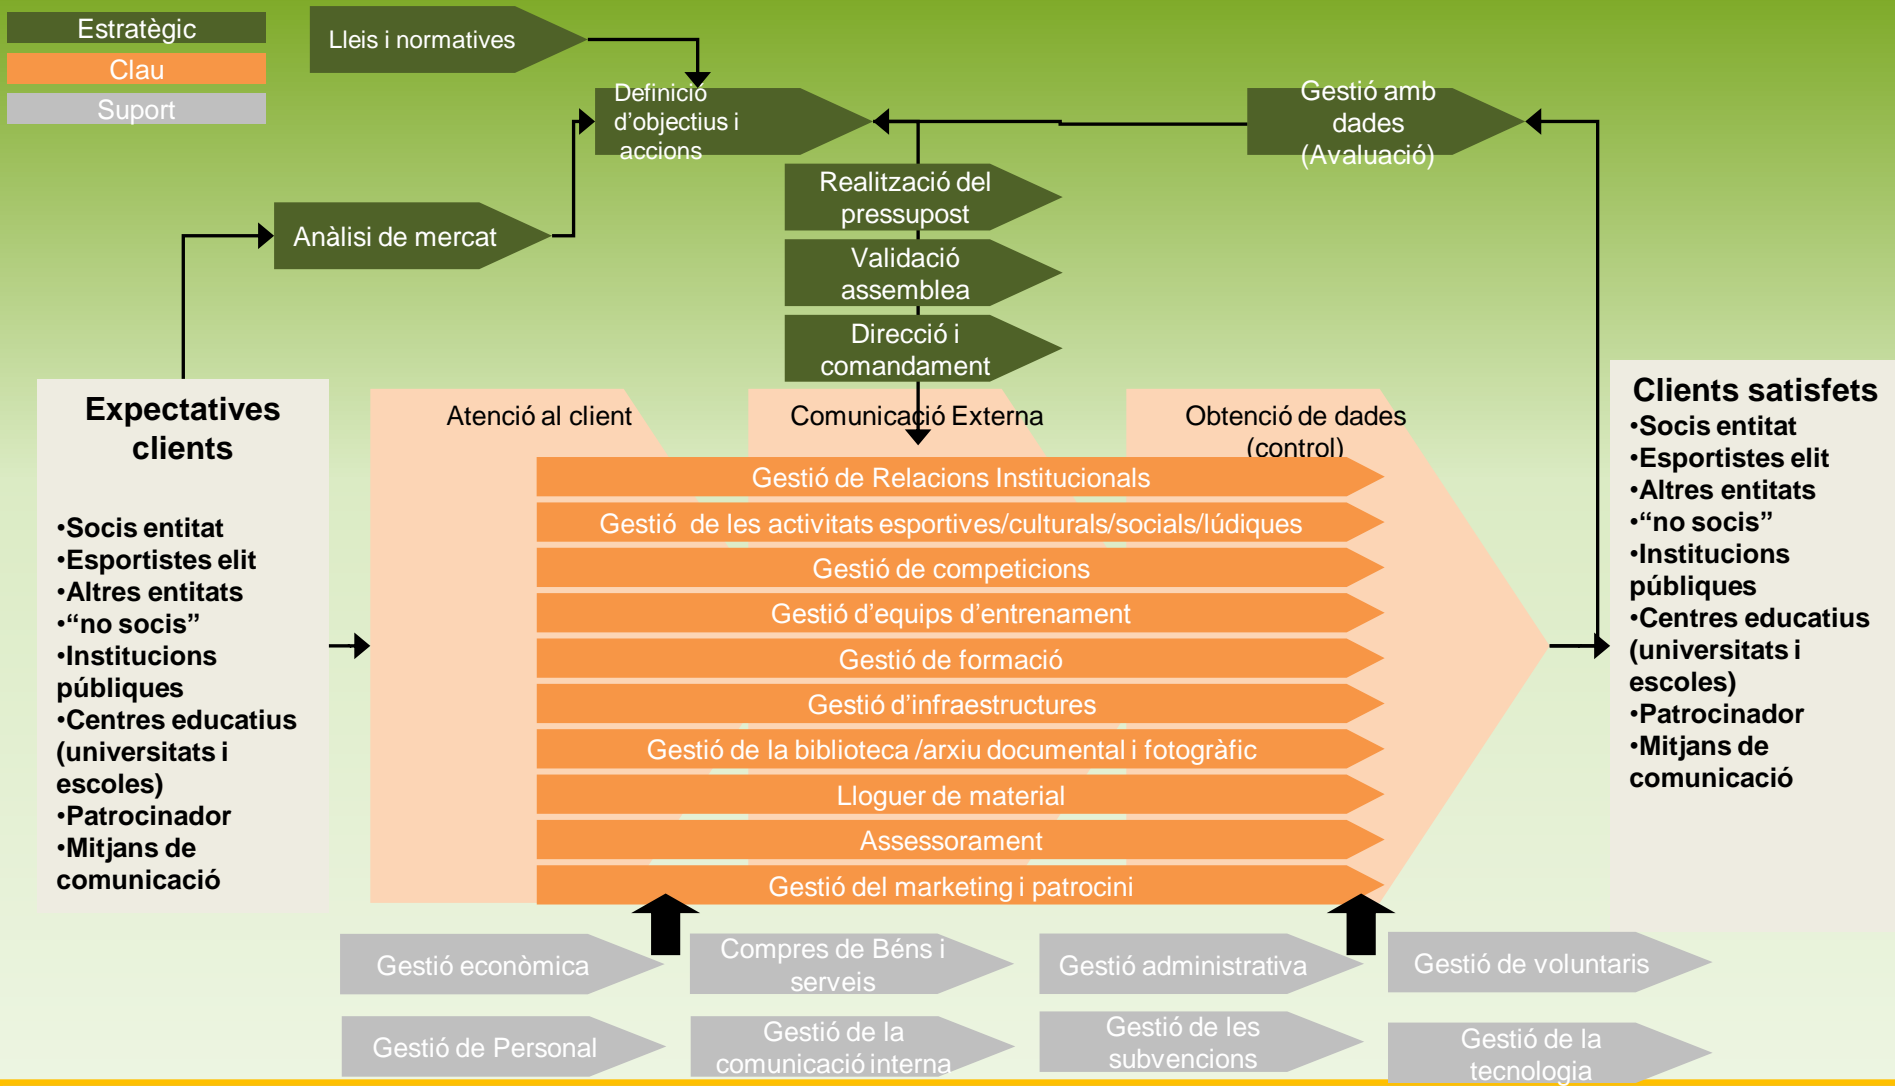 Estratègic
Clau
Suport
Lleis i normatives
Definició
d’objectius i
accions
Gestió amb
dades
(Avaluació)
Realització del
pressupost
Anàlisi de mercat
Validació
assemblea
Direcció i
comandament
Expectatives
clients
•Socis entitat
•Esportistes elit
•Altres entitats
•“no socis”
•Institucions
públiques
•Centres educatius
(universitats i
escoles)
•Patrocinador
•Mitjans de
comunicació
Atenció al client
Comunicació Externa
Obtenció de dades
(control)
Gestió de Relacions Institucionals
Gestió de les activitats esportives/culturals/socials/lúdiques
Gestió de competicions
Gestió d’equips d’entrenament
Gestió de formació
Gestió d’infraestructures
Gestió de la biblioteca /arxiu documental i fotogràfic
Lloguer de material
Assessorament
Gestió del marketing i patrocini
Clients satisfets
•Socis entitat
•Esportistes elit
•Altres entitats
•“no socis”
•Institucions
públiques
•Centres educatius
(universitats i
escoles)
•Patrocinador
•Mitjans de
comunicació
Gestió econòmica
Compres de Béns i
serveis
Gestió administrativa
Gestió de voluntaris
Gestió de Personal
Gestió de la
comunicació interna
Gestió de les
subvencions
Gestió de la
tecnologia